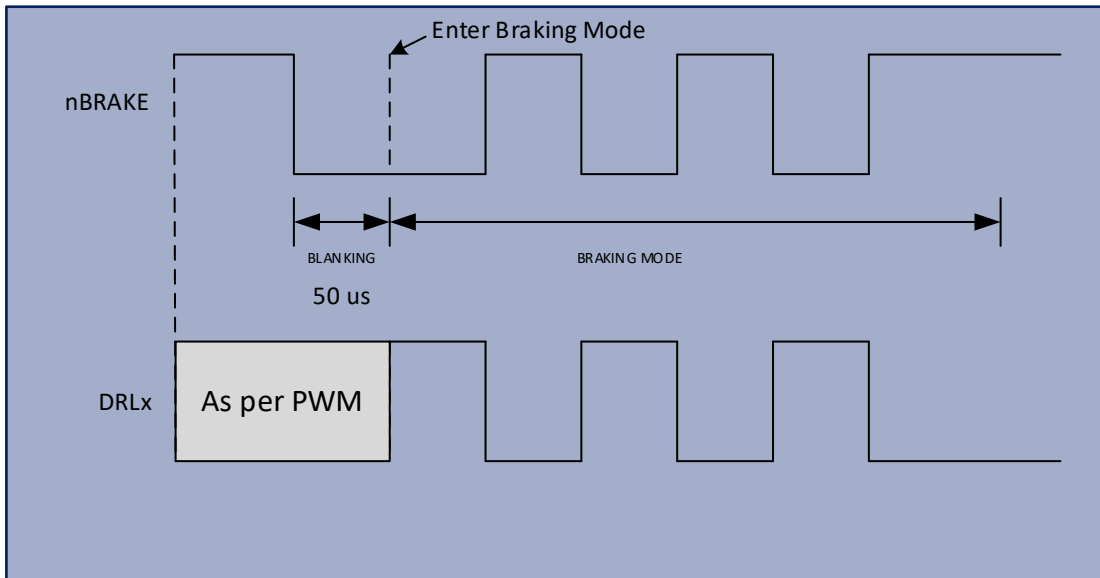 Enter Braking Mode
nBRAKE
BLANKING
BRAKING MODE
50 us
DRLx
As per PWM